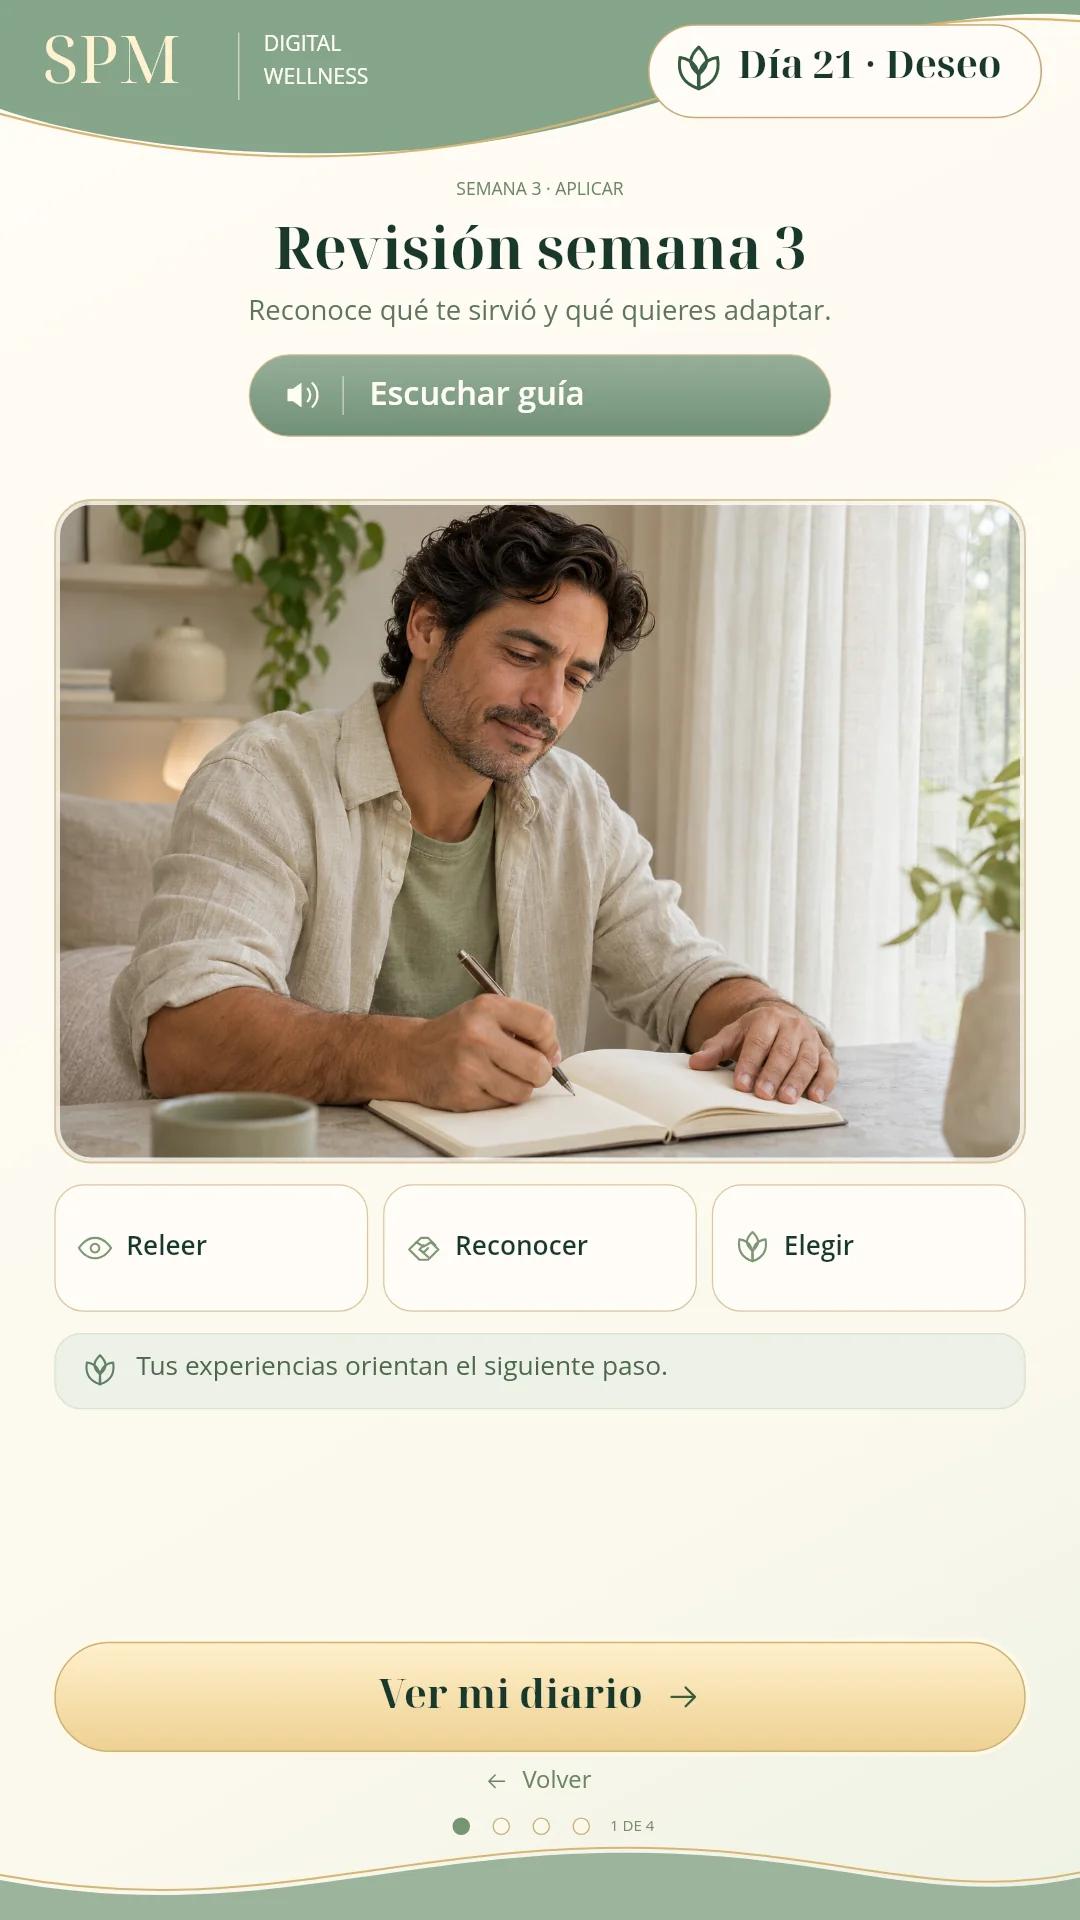 SPM
DIGITAL
WELLNESS
Día 21 · Deseo
SEMANA 3 · APLICAR
Revisión semana 3
Reconoce qué te sirvió y qué quieres adaptar.
Escuchar guía
Releer
Reconocer
Elegir
Tus experiencias orientan el siguiente paso.
Ver mi diario →
← Volver
1 DE 4